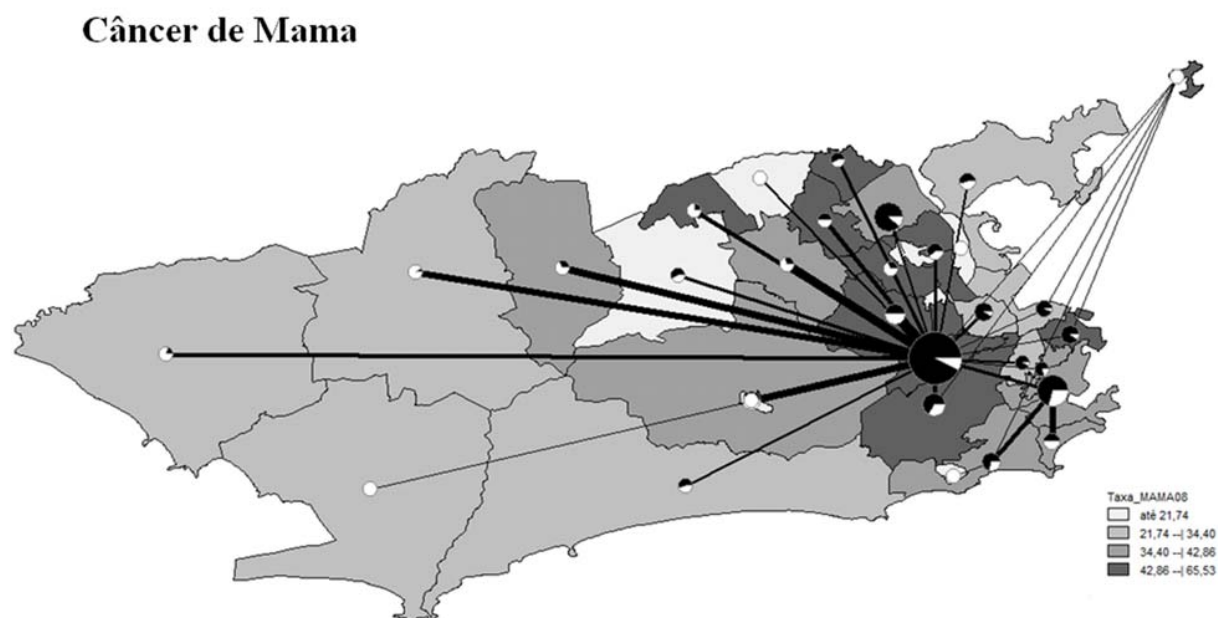 Câncer de Mama
Taxa_MAMA08
até 21,74
21,74 --| 34,40
34,40 --| 42,86
42,86 --| 65,53